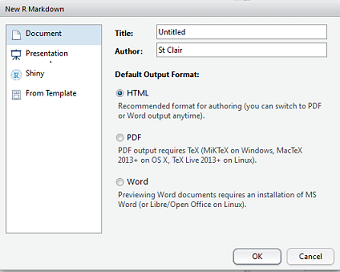 New R Markdown
Document
Presentation
Shiny
From Template
Title: Untitled
Author: St Clair
Default Output Format:
HTML
Recommended format for authoring (you can switch to PDF
or Word output anytime).
PDF
PDF output requires TeX (MiKTeX on Windows, MacTeX
2013+ on OS X, TeX Live 2013+ on Linux).
Word
Previewing Word documents requires an installation of MS
Word (or Libre/Open Office on Linux).
OK Cancel